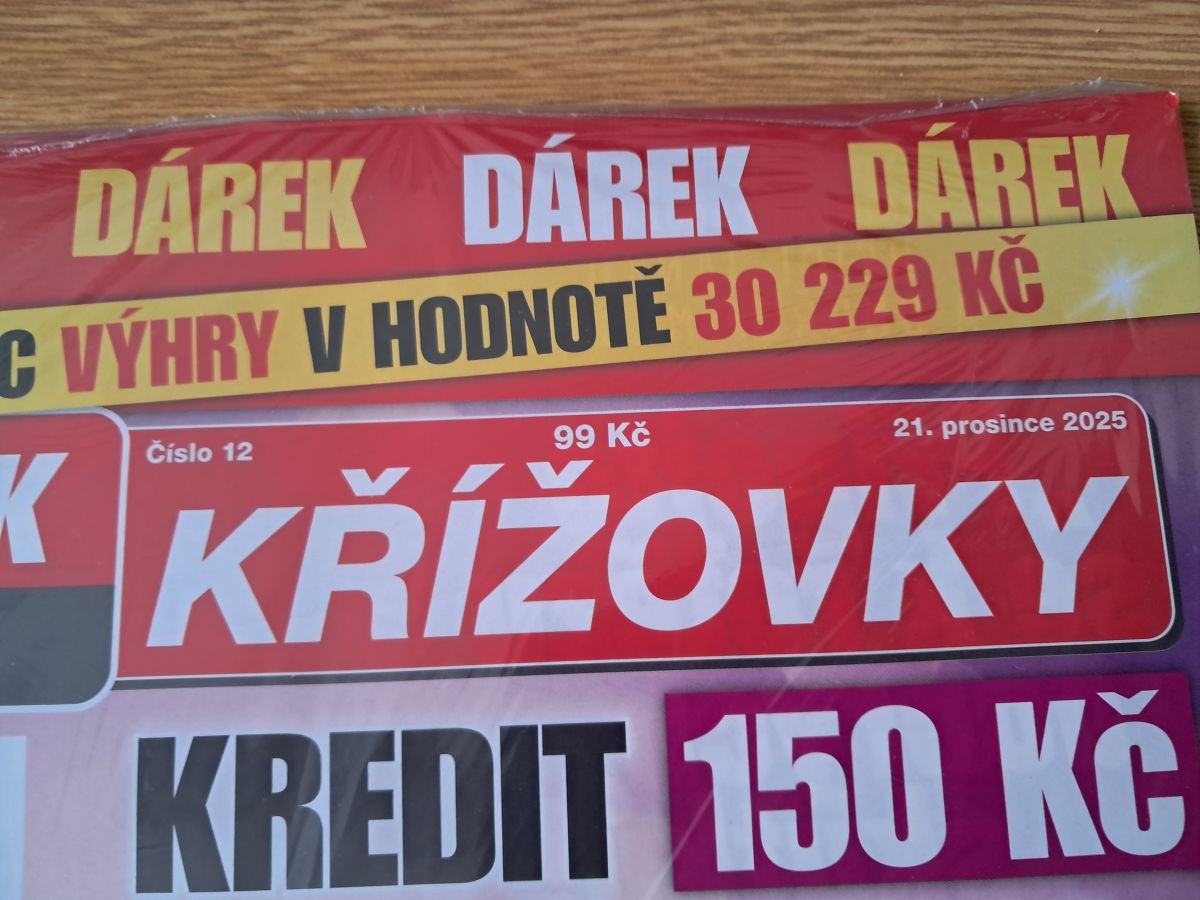 DÁREK DÁREK DÁREK
C VÝHRY V HODNOTĚ 30 229 KČ
Číslo 12 99 Kč 21. prosince 2025
K KŘÍŽOVKY
KREDIT 150 KČ